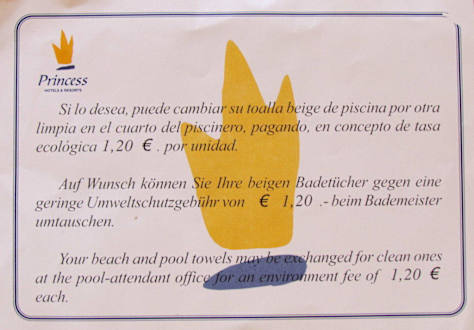 Princess
HOTELS & RESORTS
Si lo desea, puede cambiar su toalla beige de piscina por otra
limpia en el cuarto del piscinero, pagando, en concepto de tasa
ecológica 1,20 € . por unidad.
Auf Wunsch können Sie Ihre beigen Badetücher gegen eine
geringe Umweltschutzgebühr von € 1,20 .- beim Bademeister
umtauschen.
Your beach and pool towels may be exchanged for clean ones
at the pool-attendant office for an environment fee of 1,20 €
each.